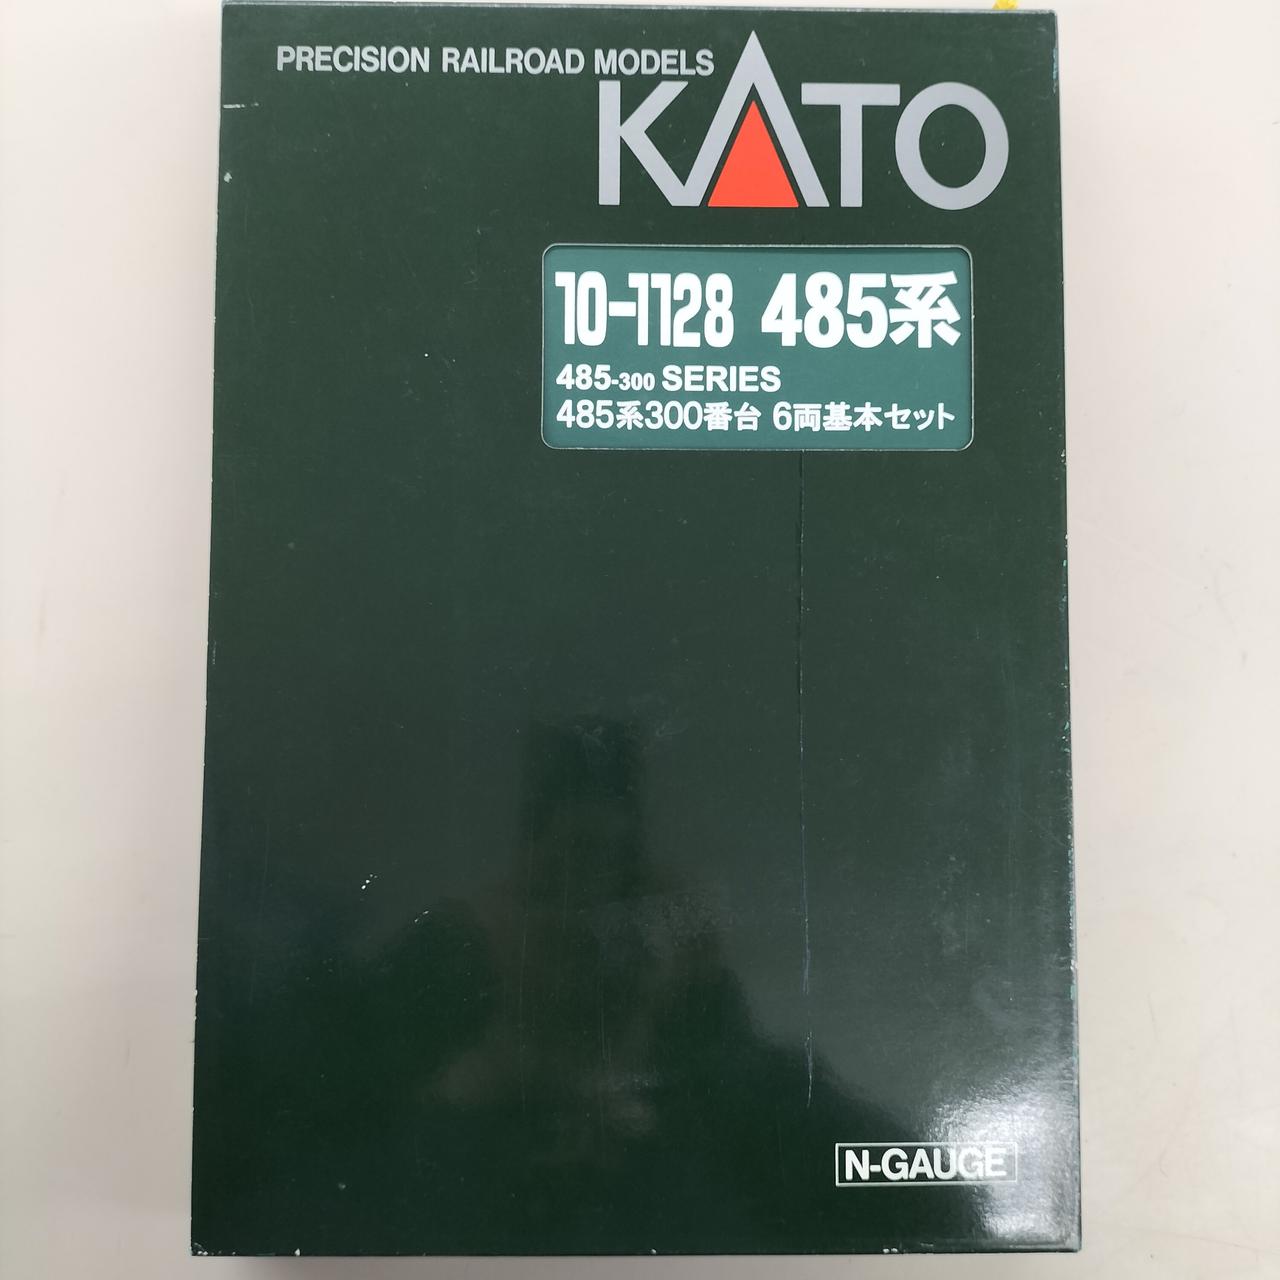 PRECISION RAILROAD MODELS
KATO
10-1128 485系
485-300 SERIES
485系300番台 6両基本セット
N-GAUGE